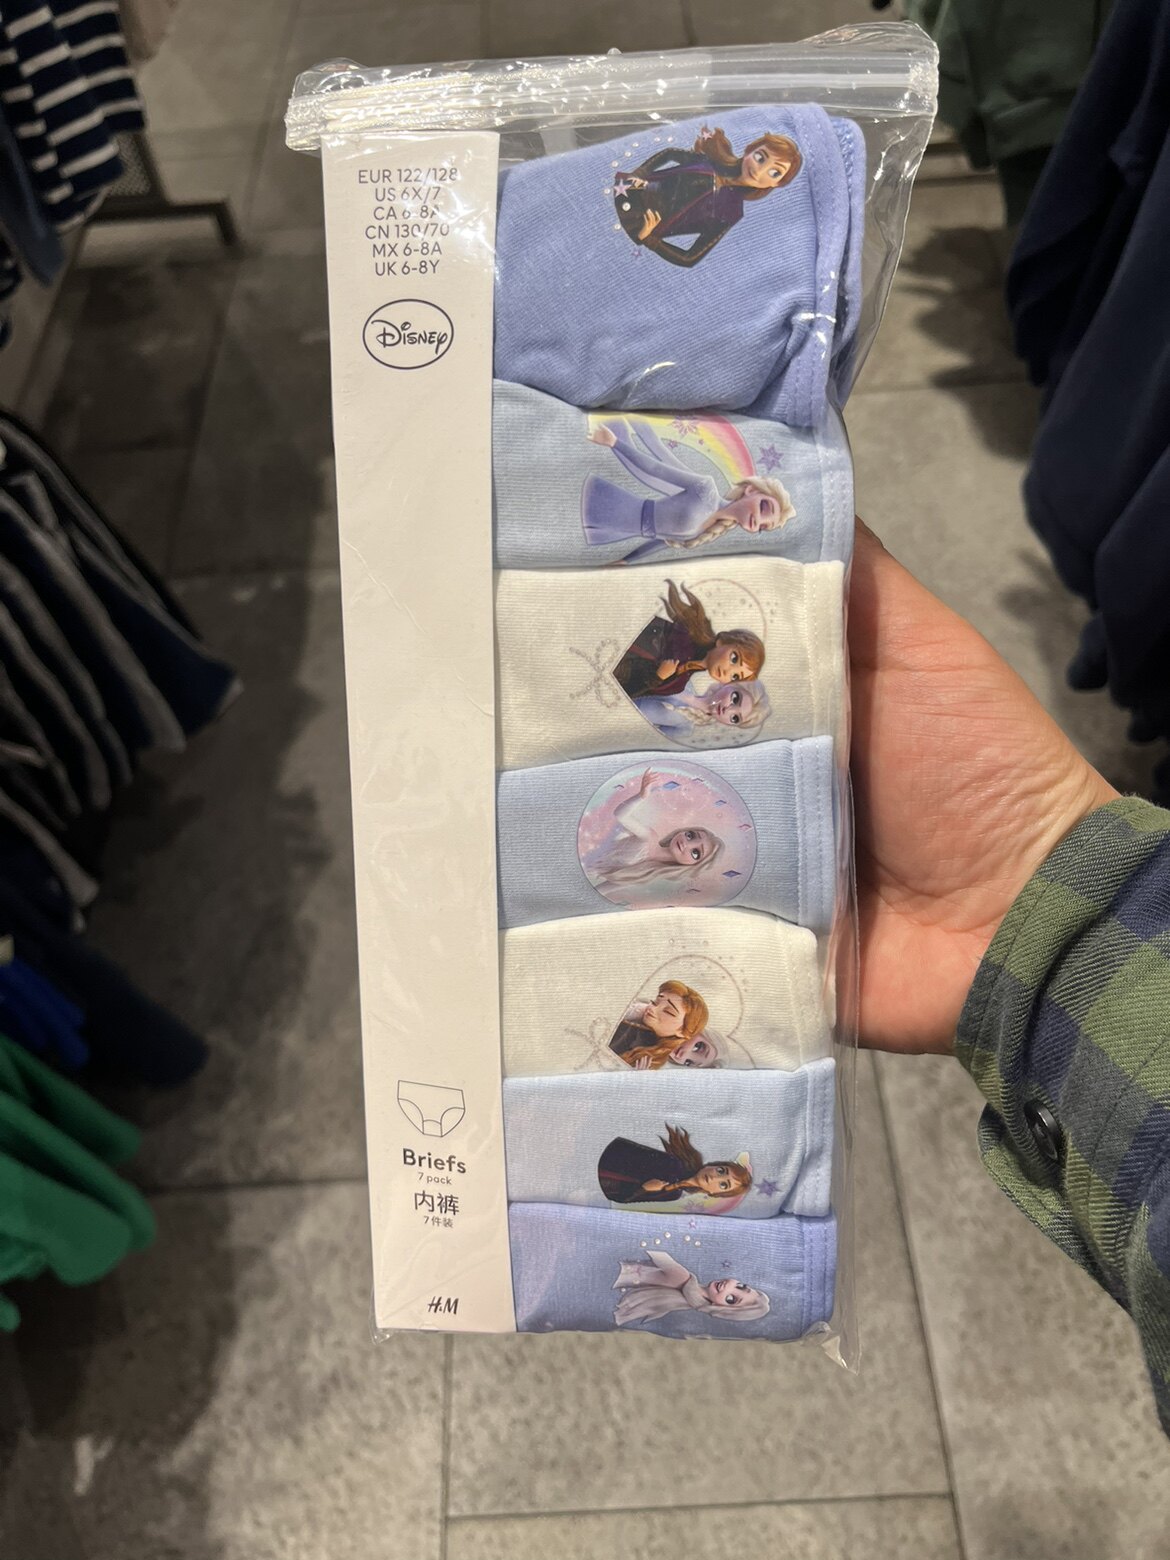 EUR 122/128
US 6X/7
CA 6-8A
CN 130/70
MX 6-8A
UK 6-8Y
Disney
Briefs
7 pack
内裤
7 件装
H&M